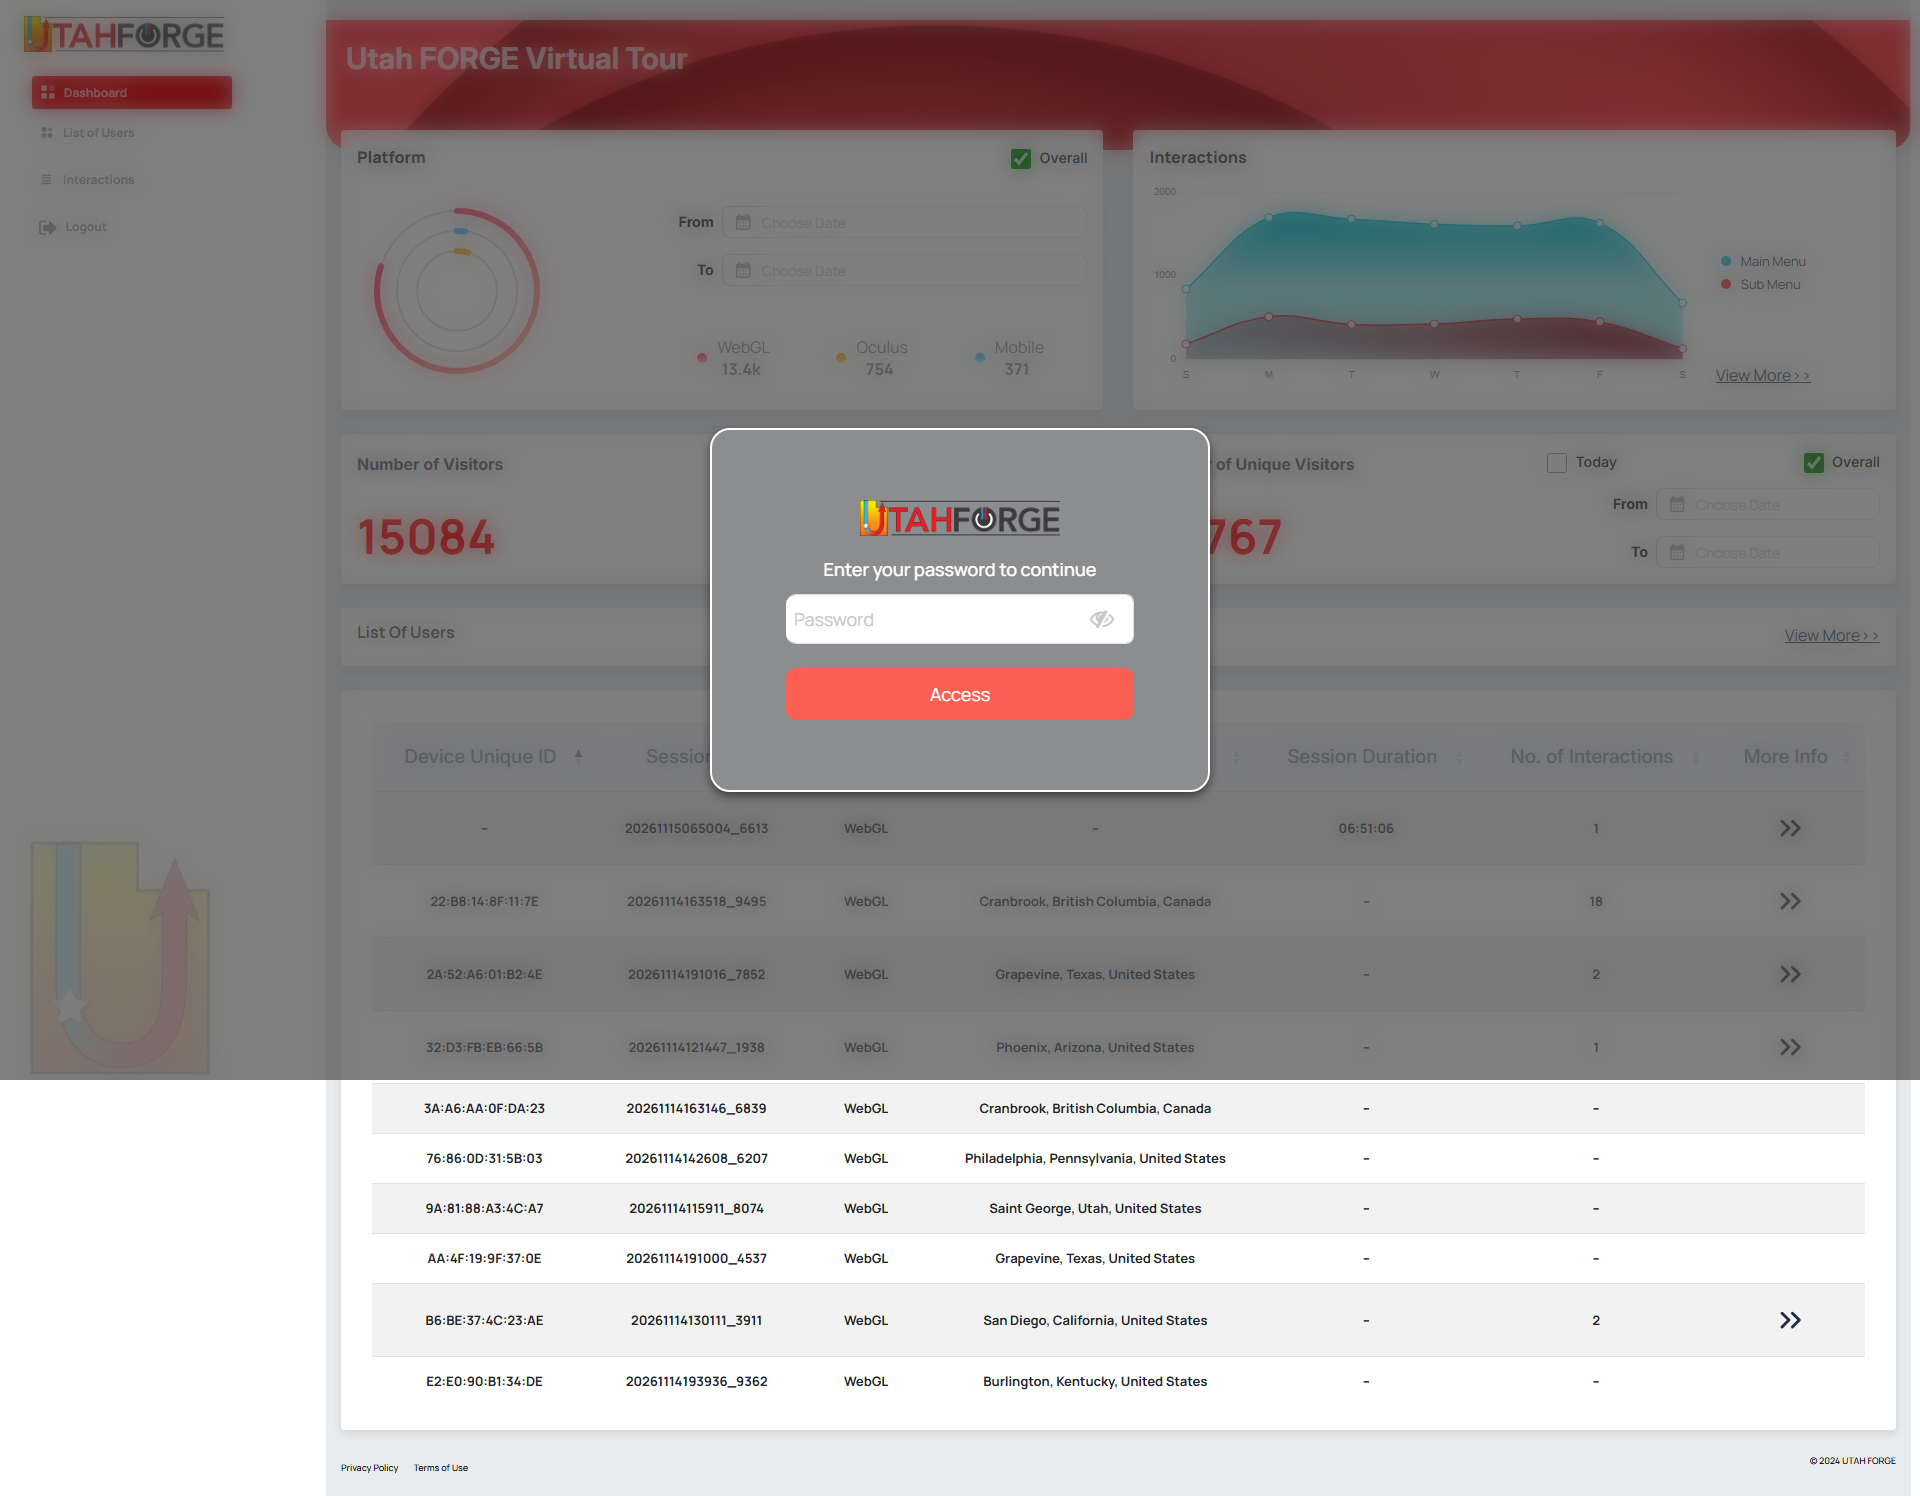 UTAHFORGE
Dashboard
List of Users
Interactions
Logout
Utah FORGE Virtual Tour
Platform
Overall
From
Choose Date
To
Choose Date
WebGL
13.4k
Oculus
754
Mobile
371
Interactions
2000
1000
0
S M T W T F S
Main Menu
Sub Menu
View More>>
Number of Visitors
15084
of Unique Visitors
767
Today
Overall
From
Choose Date
To
Choose Date
UTAHFORGE
Enter your password to continue
Password
Access
List Of Users
View More>>
Device Unique ID Session Duration No. of Interactions More Info
- 20261115065004_6613 WebGL - 06:51:06 1
22:B8:14:8F:11:7E 20261114163518_9495 WebGL Cranbrook, British Columbia, Canada - 18
2A:52:A6:01:B2:4E 20261114191016_7852 WebGL Grapevine, Texas, United States - 2
32:D3:FB:EB:66:5B 20261114121447_1938 WebGL Phoenix, Arizona, United States - 1
3A:A6:AA:0F:DA:23 20261114163146_6839 WebGL Cranbrook, British Columbia, Canada - -
76:86:0D:31:5B:03 20261114142608_6207 WebGL Philadelphia, Pennsylvania, United States - -
9A:81:88:A3:4C:A7 20261114115911_8074 WebGL Saint George, Utah, United States - -
AA:4F:19:9F:37:0E 20261114191000_4537 WebGL Grapevine, Texas, United States - -
B6:BE:37:4C:23:AE 20261114130111_3911 WebGL San Diego, California, United States - 2
E2:E0:90:B1:34:DE 20261114193936_9362 WebGL Burlington, Kentucky, United States - -
Privacy Policy Terms of Use
© 2024 UTAH FORGE